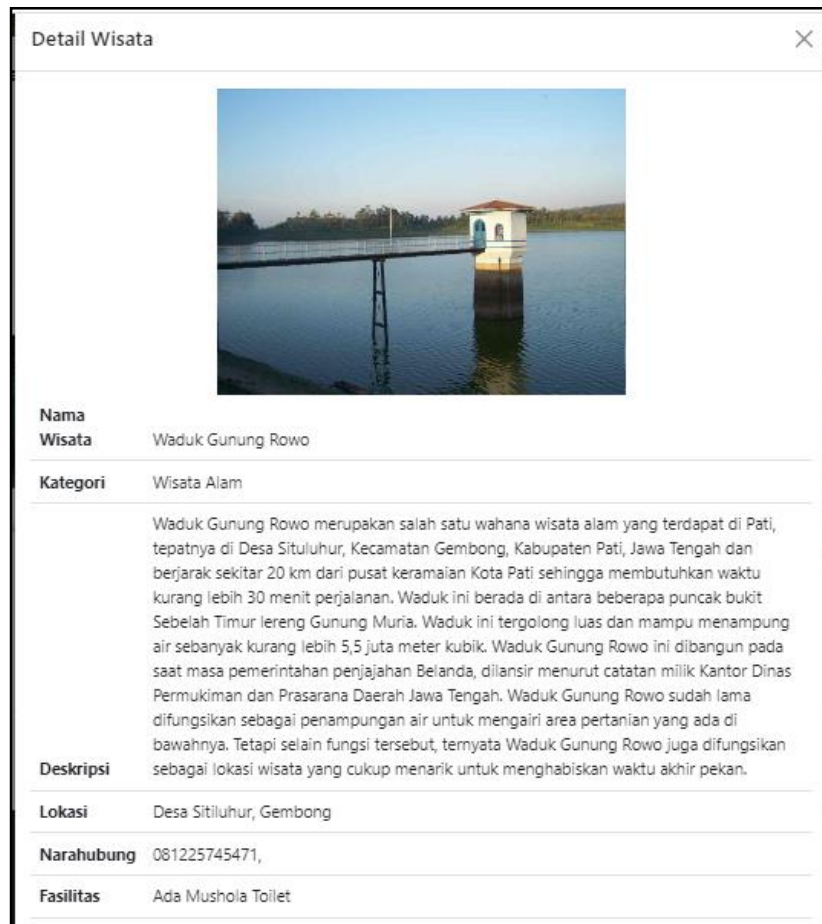 Detail Wisata
Nama
Wisata Waduk Gunung Rowo
Kategori Wisata Alam
Waduk Gunung Rowo merupakan salah satu wahana wisata alam yang terdapat di Pati,
tepatnya di Desa Situluhur, Kecamatan Gembong, Kabupaten Pati, Jawa Tengah dan
berjarak sekitar 20 km dari pusat keramaian Kota Pati sehingga membutuhkan waktu
kurang lebih 30 menit perjalanan. Waduk ini berada di antara beberapa puncak bukit
Sebelah Timur lereng Gunung Muria. Waduk ini tergolong luas dan mampu menampung
air sebanyak kurang lebih 5,5 juta meter kubik. Waduk Gunung Rowo ini dibangun pada
saat masa pemerintahan penjajahan Belanda, dilansir menurut catatan milik Kantor Dinas
Permukiman dan Prasarana Daerah Jawa Tengah. Waduk Gunung Rowo sudah lama
difungsikan sebagai penampungan air untuk mengairi area pertanian yang ada di
bawahnya. Tetapi selain fungsi tersebut, ternyata Waduk Gunung Rowo juga difungsikan
Deskripsi sebagai lokasi wisata yang cukup menarik untuk menghabiskan waktu akhir pekan.
Lokasi Desa Sitiluhur, Gembong
Narahubung 081225745471,
Fasilitas Ada Mushola Toilet